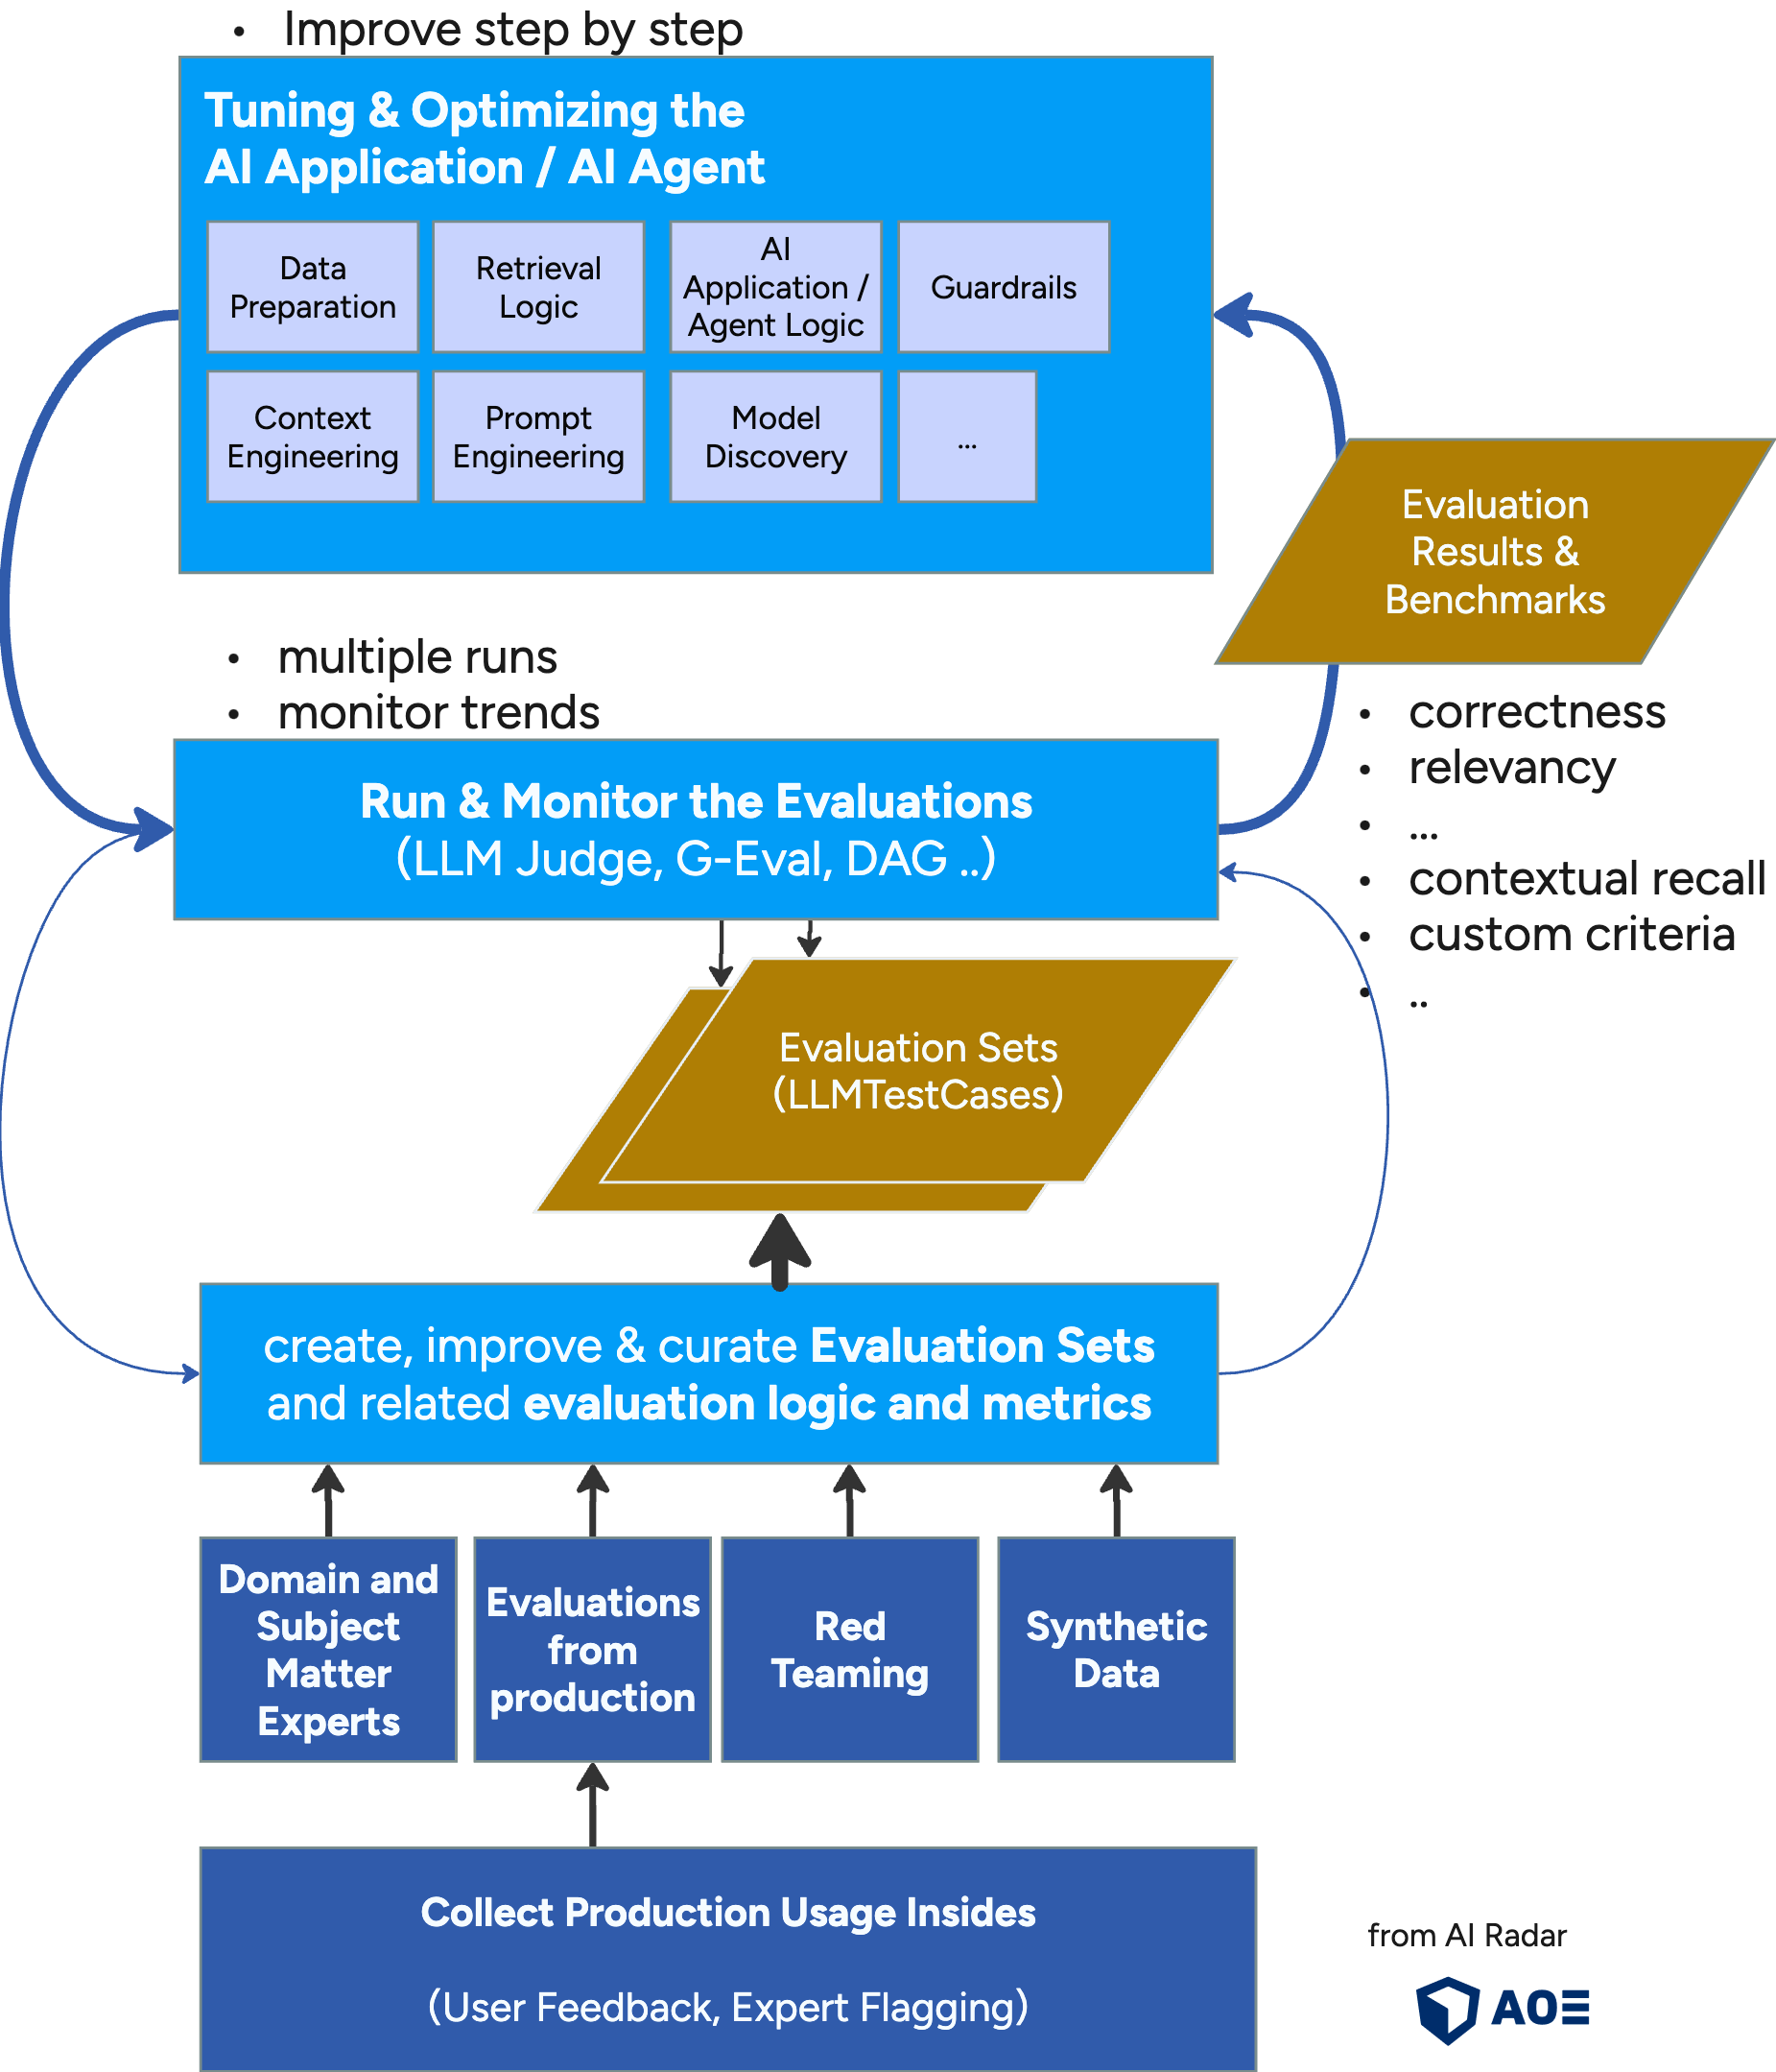 • Improve step by step
Tuning & Optimizing the
AI Application / AI Agent
Data
Preparation
Retrieval
Logic
AI
Application /
Agent Logic
Guardrails
Context
Engineering
Prompt
Engineering
Model
Discovery
...
Evaluation
Results &
Benchmarks
• multiple runs
• monitor trends
• correctness
• relevancy
• ...
• contextual recall
• custom criteria
• ..
Run & Monitor the Evaluations
(LLM Judge, G-Eval, DAG ..)
Evaluation Sets
(LLMTestCases)
create, improve & curate Evaluation Sets
and related evaluation logic and metrics
Domain and
Subject
Matter
Experts
Evaluations
from
production
Red
Teaming
Synthetic
Data
Collect Production Usage Insides
(User Feedback, Expert Flagging)
from AI Radar
AOE